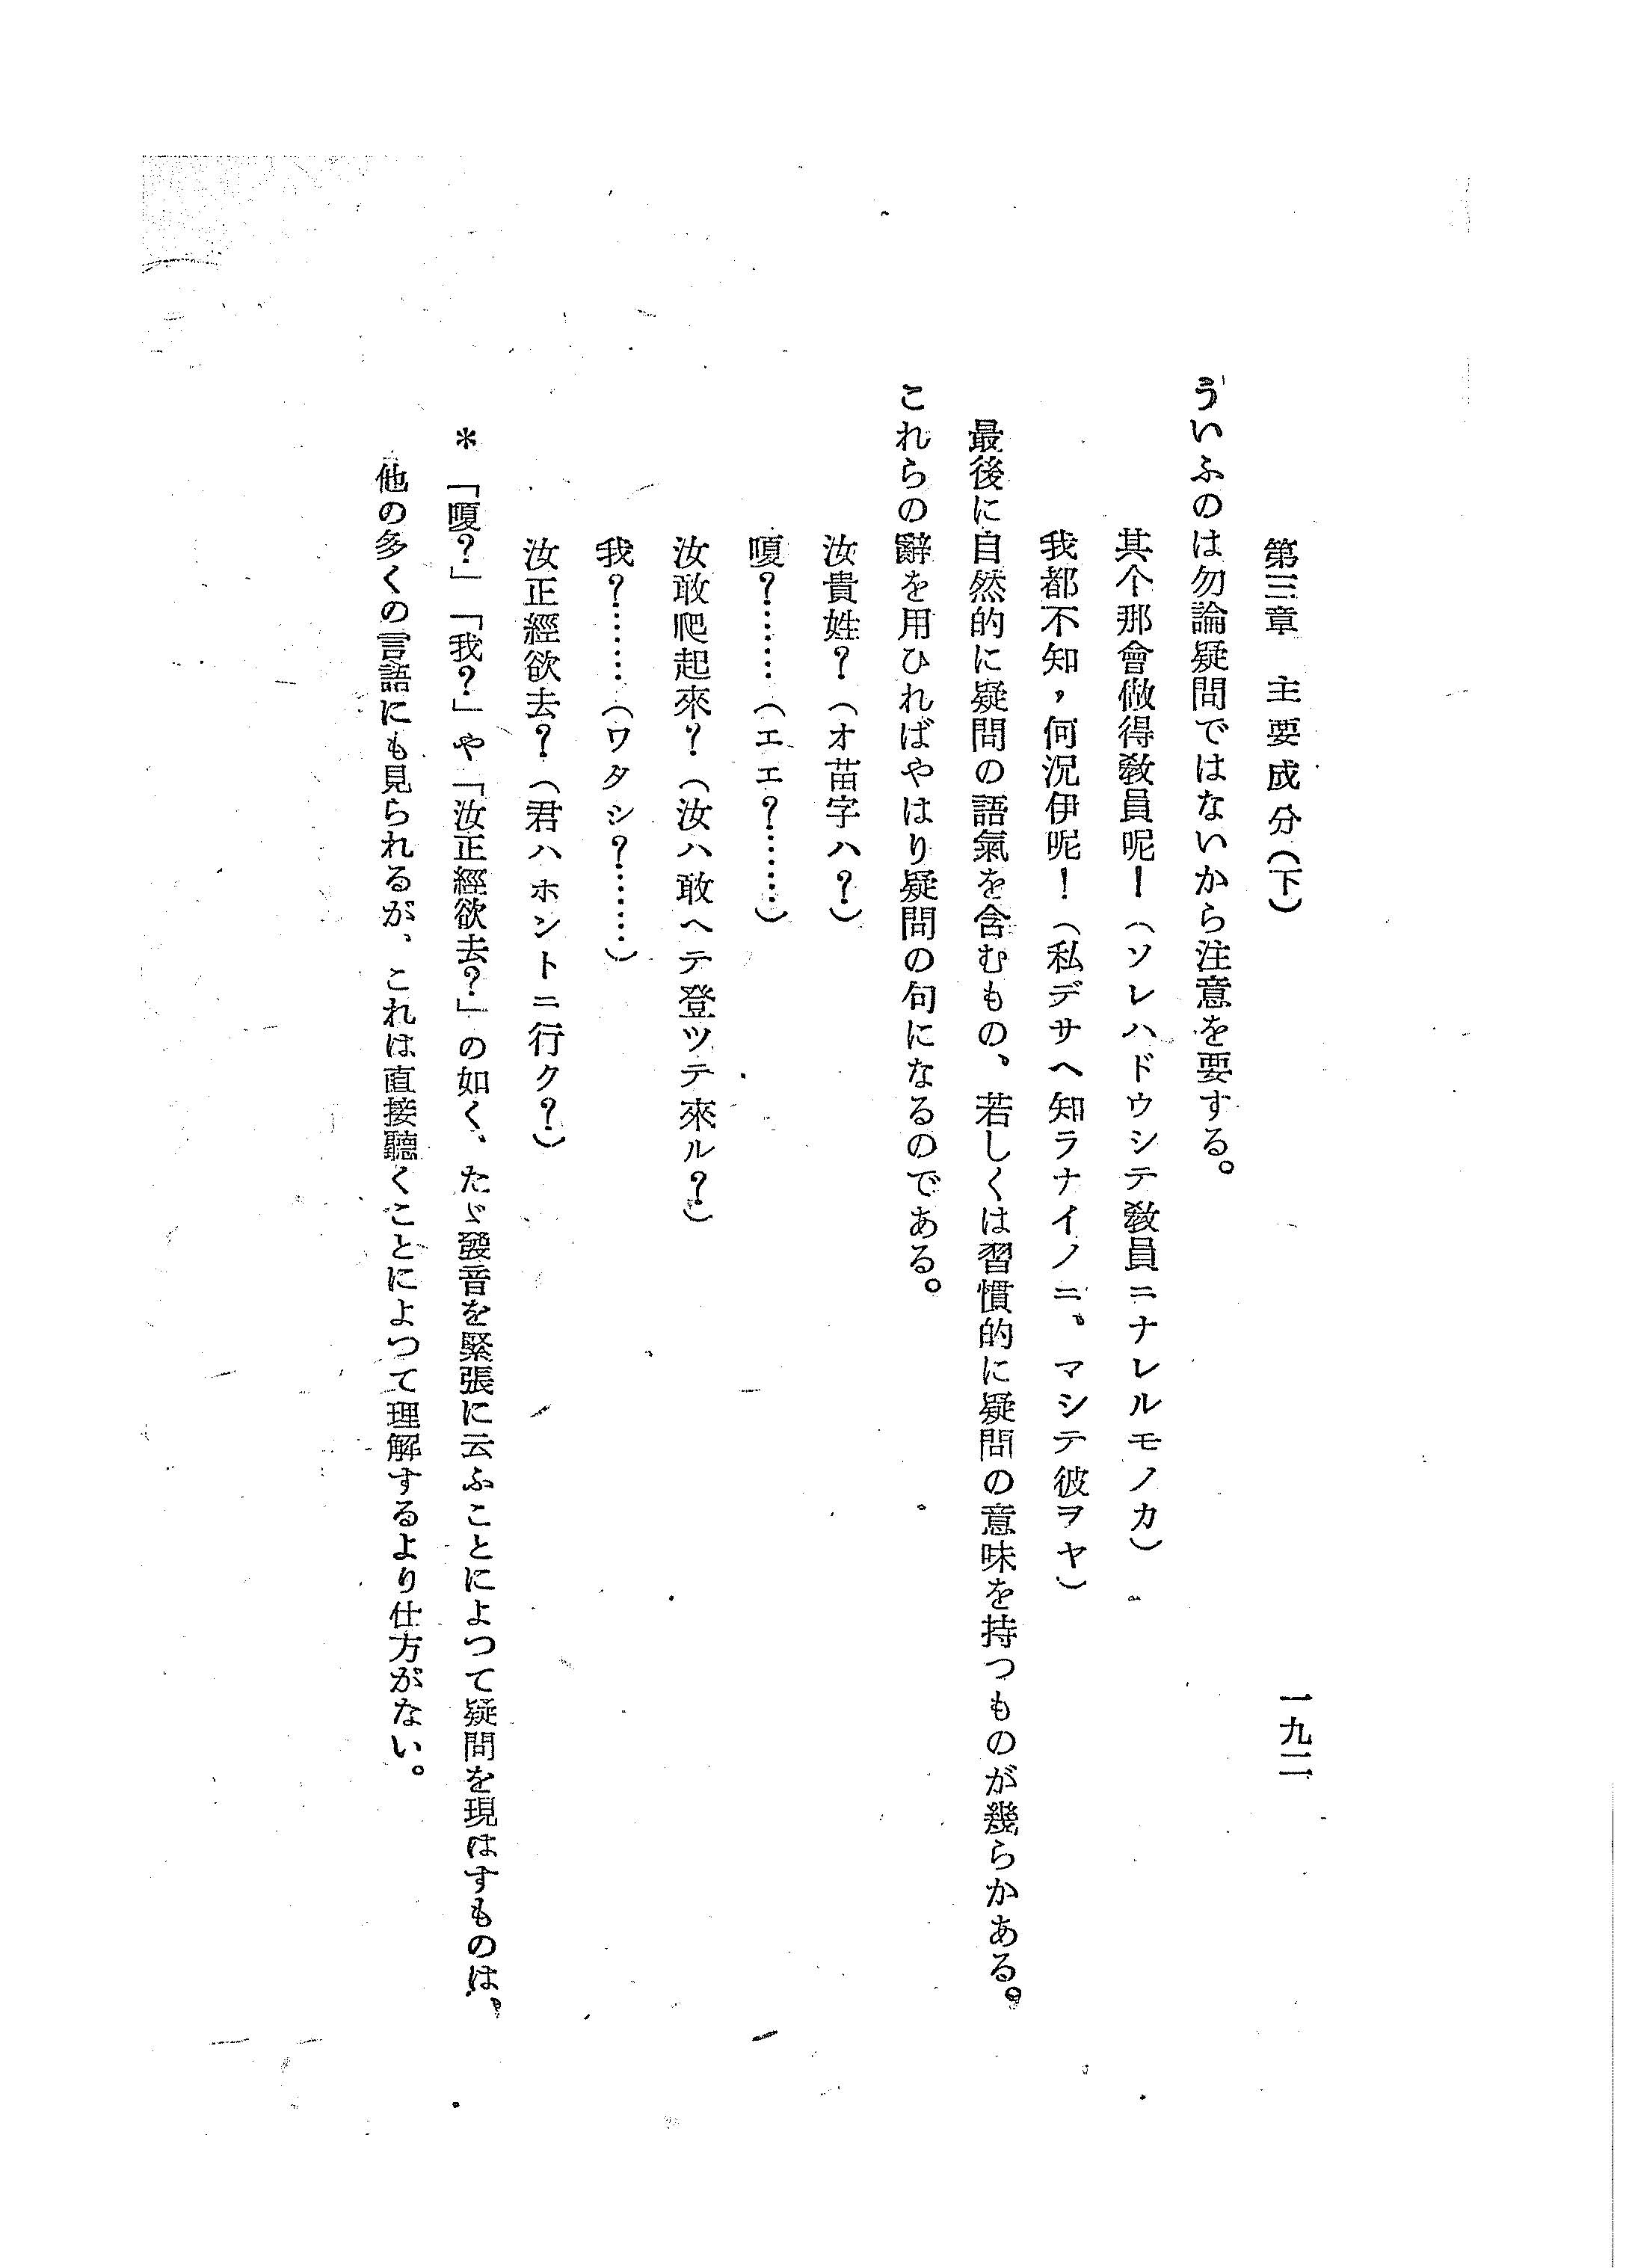 第三章　主要成分（下）
一九二
ういふのは勿論疑問ではないから注意を要する。
其个那會做得敎員呢！（ソレハドウシテ敎員ニナレルモノカ）
我都不知，何況伊呢！（私デサヘ知ラナイノニ、マシテ彼ヲヤ）
最後に自然的に疑問の語氣を含むもの、若しくは習慣的に疑問の意味を持つものが幾らかある。
これらの辭を用ひればやはり疑問の句になるのである。
汝貴姓？（オ苗字ハ？）
嗄？……（エエ？……）
汝敢爬起來？（汝ハ敢ヘテ登ツテ來ル？）
我？……（ワタシ？……）
汝正經欲去？（君ハホントニ行ク？）
＊「嗄？」「我？」や「汝正經欲去？」の如く、たゞ發音を緊張に云ふことによつて疑問を現はすものは、
他の多くの言語にも見られるが、これは直接聽くことによつて理解するより仕方がない。